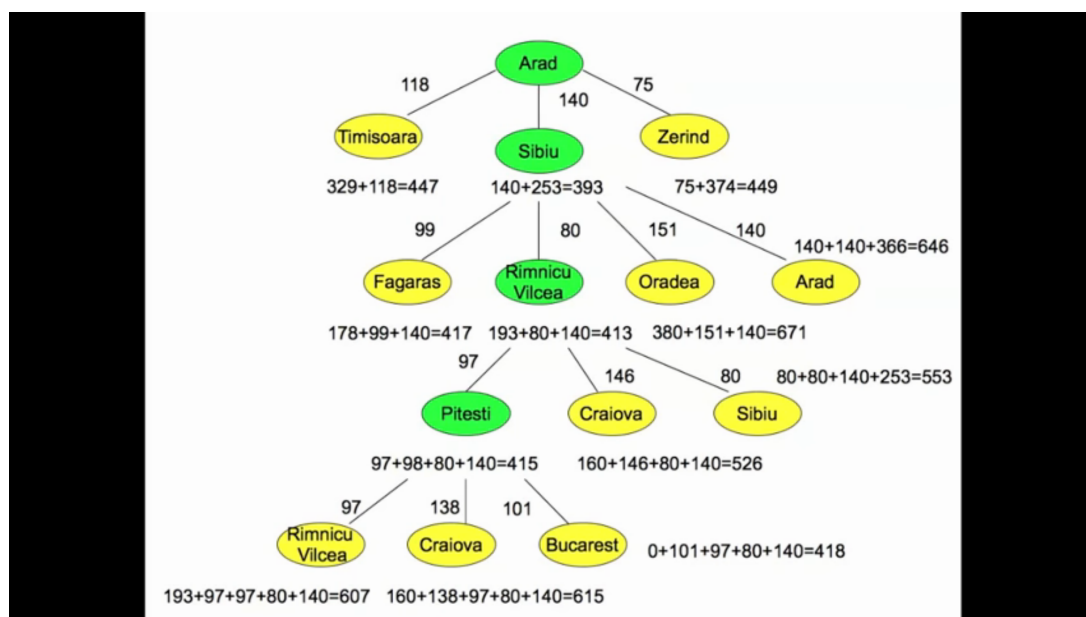 Arad
118
140
75
Timisoara
Sibiu
Zerind
329+118=447
140+253=393
75+374=449
99
80
151
140
140+140+366=646
Fagaras
Rimnicu
Vilcea
Oradea
Arad
178+99+140=417
193+80+140=413
380+151+140=671
97
146
80
80+80+140+253=553
Pitesti
Craiova
Sibiu
97+98+80+140=415
160+146+80+140=526
97
138
101
Rimnicu
Vilcea
Craiova
Bucarest
0+101+97+80+140=418
193+97+97+80+140=607
160+138+97+80+140=615